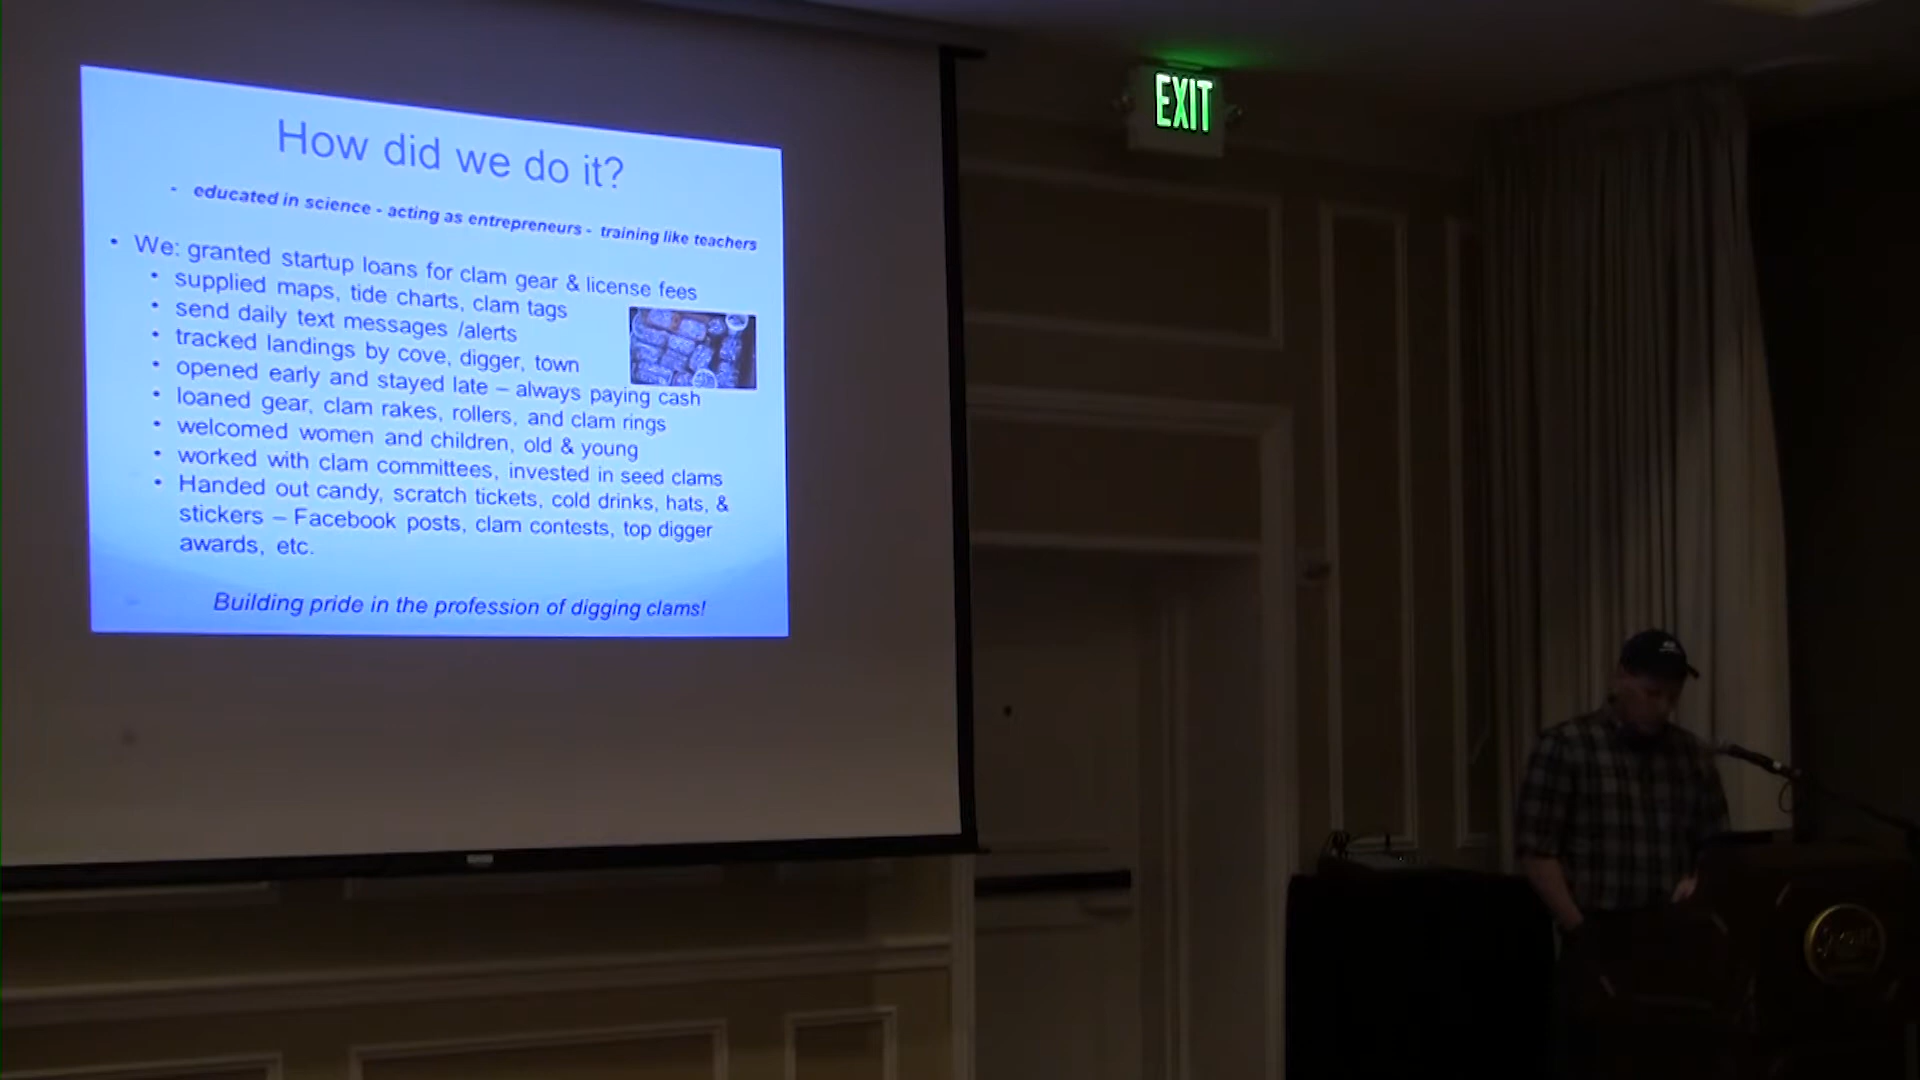 How did we do it?
- educated in science - acting as entrepreneurs - training like teachers
• We: granted startup loans for clam gear & license fees
• supplied maps, tide charts, clam tags
• send daily text messages /alerts
• tracked landings by cove, digger, town
• opened early and stayed late – always paying cash
• loaned gear, clam rakes, rollers, and clam rings
• welcomed women and children, old & young
• worked with clam committees, invested in seed clams
• Handed out candy, scratch tickets, cold drinks, hats, &
stickers – Facebook posts, clam contests, top digger
awards, etc.
Building pride in the profession of digging clams!
EXIT